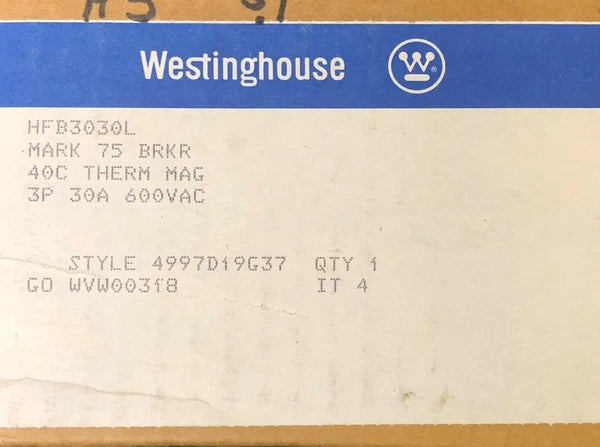 Westinghouse
HFB3030L
MARK 75 BRKR
40C THERM MAG
3P 30A 600VAC
STYLE 4997D19G37 QTY 1
GO WVW00318 IT 4